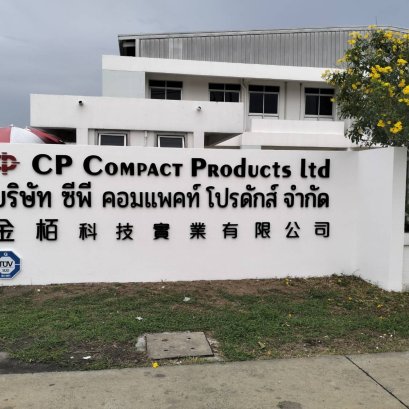 CP CP COMPACT PRODUCTS ltd
บริษัท ซีพี คอมแพคท์ โปรดักส์ จำกัด
金栢科技實業有限公司
TÜV